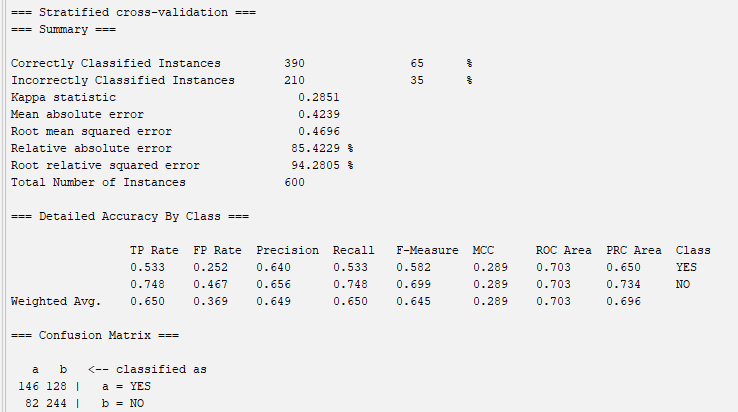 === Stratified cross-validation ===
=== Summary ===
Correctly Classified Instances 390 65 %
Incorrectly Classified Instances 210 35 %
Kappa statistic 0.2851
Mean absolute error 0.4239
Root mean squared error 0.4696
Relative absolute error 85.4229 %
Root relative squared error 94.2805 %
Total Number of Instances 600
=== Detailed Accuracy By Class ===
TP Rate FP Rate Precision Recall F-Measure MCC ROC Area PRC Area Class
0.533 0.252 0.640 0.533 0.582 0.289 0.703 0.650 YES
0.748 0.467 0.656 0.748 0.699 0.289 0.703 0.734 NO
Weighted Avg. 0.650 0.369 0.649 0.650 0.645 0.289 0.703 0.696
=== Confusion Matrix ===
a b <-- classified as
146 128 | a = YES
82 244 | b = NO